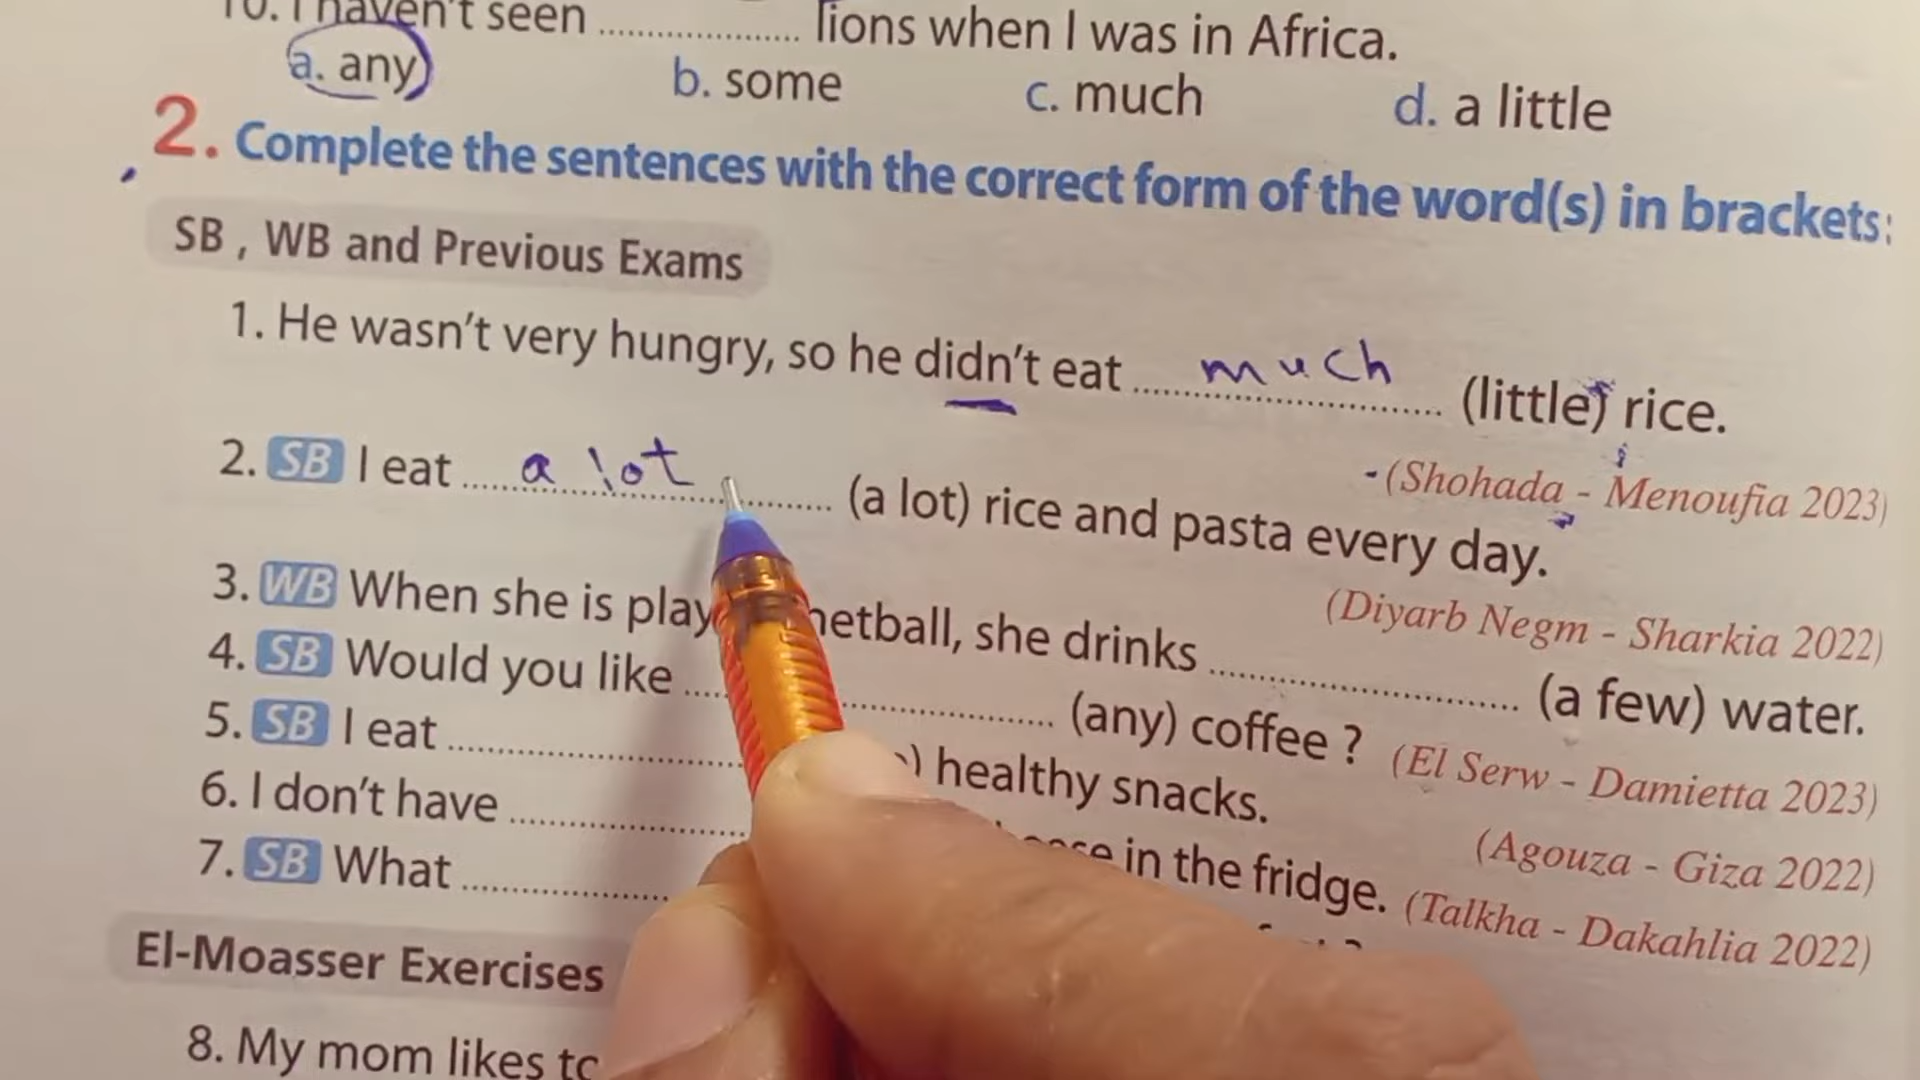 10. I haven't seen .................... lions when I was in Africa.
a. any b. some c. much d. a little
2. Complete the sentences with the correct form of the word(s) in brackets:
SB , WB and Previous Exams
1. He wasn't very hungry, so he didn't eat .... much .... (little) rice.
-(Shohada - Menoufia 2023)
2. SB I eat .... a lot .... (a lot) rice and pasta every day.
(Diyarb Negm - Sharkia 2022)
3. WB When she is play netball, she drinks .................... (a few) water.
4. SB Would you like .................... (any) coffee ? (El Serw - Damietta 2023)
5. SB I eat .................... ) healthy snacks. (Agouza - Giza 2022)
6. I don't have .................... in the fridge. (Talkha - Dakahlia 2022)
7. SB What ....................
El-Moasser Exercises
8. My mom likes to